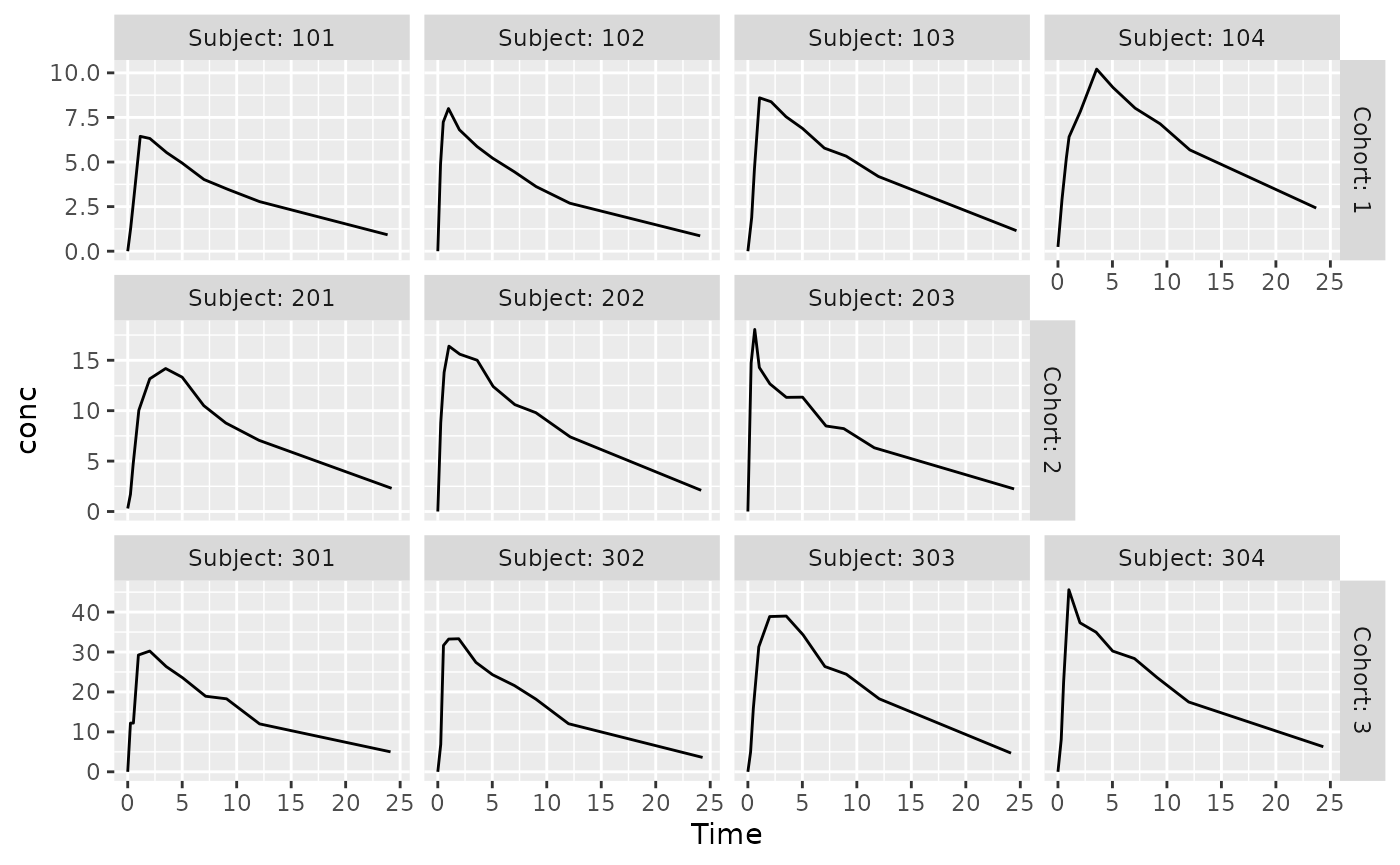 Subject: 101 Subject: 102 Subject: 103 Subject: 104
10.0
7.5
5.0
2.5
0.0
Cohort: 1
0 5 10 15 20 25
Subject: 201 Subject: 202 Subject: 203
15
10
5
0
Cohort: 2
conc
Subject: 301 Subject: 302 Subject: 303 Subject: 304
40
30
20
10
0
Cohort: 3
0 5 10 15 20 25 0 5 10 15 20 25 0 5 10 15 20 25 0 5 10 15 20 25
Time